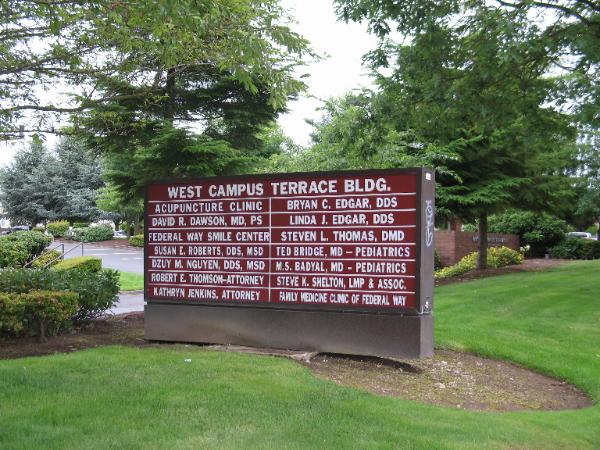 WEST CAMPUS TERRACE BLDG.
ACUPUNCTURE CLINIC
DAVID R. DAWSON, MD, PS
FEDERAL WAY SMILE CENTER
SUSAN E. ROBERTS, DDS, MSD
DZUY M. NGUYEN, DDS, MSD
ROBERT E. THOMSON-ATTORNEY
KATHRYN JENKINS, ATTORNEY
BRYAN C. EDGAR, DDS
LINDA J. EDGAR, DDS
STEVEN L. THOMAS, DMD
TED BRIDGE, MD - PEDIATRICS
M.S. BADYAL, MD - PEDIATRICS
STEVE K. SHELTON, LMP & ASSOC.
FAMILY MEDICINE CLINIC OF FEDERAL WAY